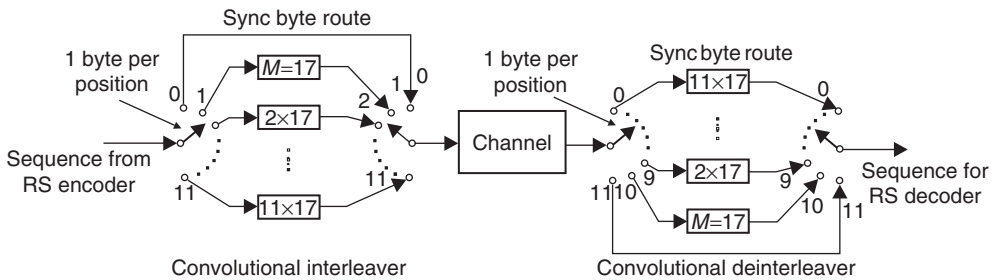 Sync byte route
1 byte per
position
0
1
M=17
1
0
2×17
2
Sequence from
RS encoder
11
11×17
11
Convolutional interleaver
Channel
Sync byte route
1 byte per
position
0
11×17
0
9
2×17
9
11
10
M=17
10
11
Sequence for
RS decoder
Convolutional deinterleaver